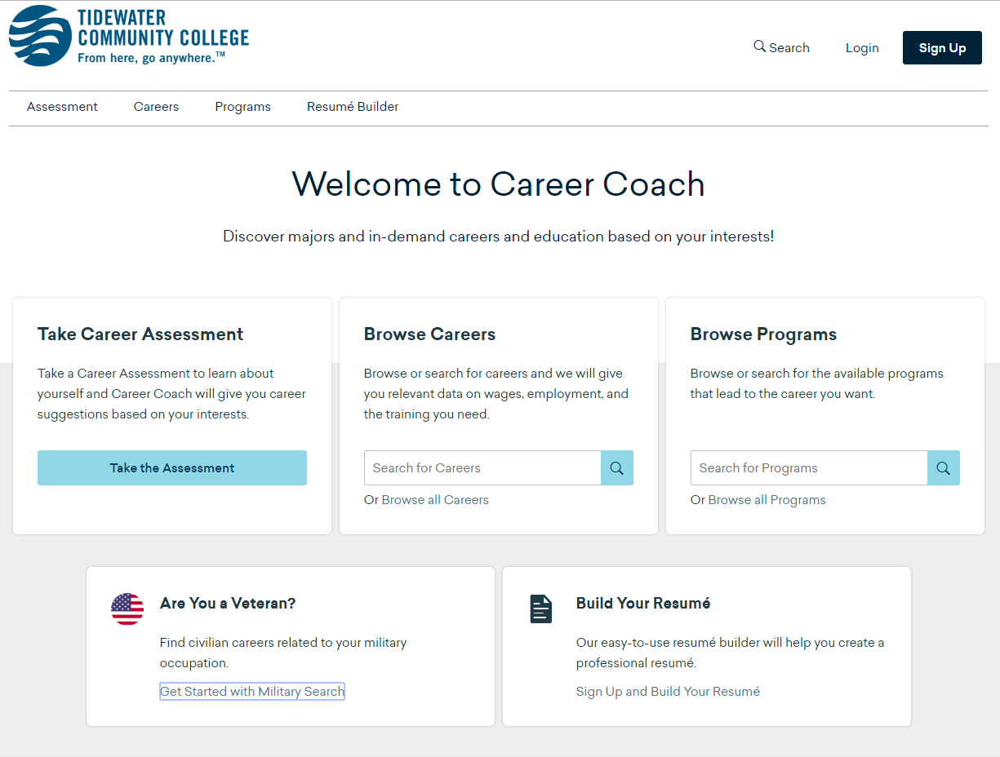 TIDEWATER
COMMUNITY COLLEGE
From here, go anywhere.™
Search
Login
Sign Up
Assessment
Careers
Programs
Resumé Builder
Welcome to Career Coach
Discover majors and in-demand careers and education based on your interests!
Take Career Assessment
Take a Career Assessment to learn about
yourself and Career Coach will give you career
suggestions based on your interests.
Take the Assessment
Browse Careers
Browse or search for careers and we will give
you relevant data on wages, employment, and
the training you need.
Search for Careers
Or Browse all Careers
Browse Programs
Browse or search for the available programs
that lead to the career you want.
Search for Programs
Or Browse all Programs
Are You a Veteran?
Find civilian careers related to your military
occupation.
Get Started with Military Search
Build Your Resumé
Our easy-to-use resumé builder will help you create a
professional resumé.
Sign Up and Build Your Resumé